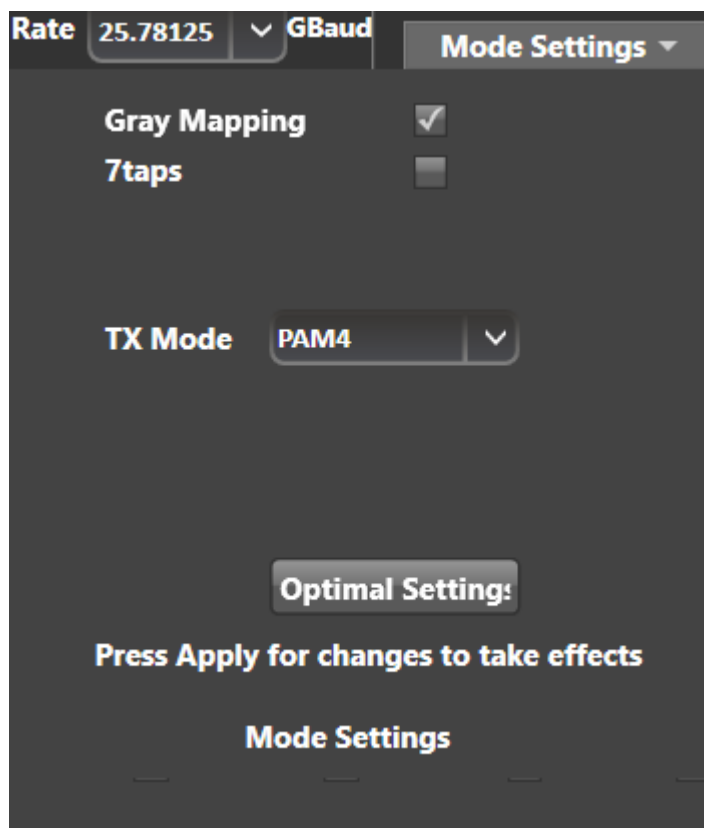 Rate 25.78125 GBaud Mode Settings
Gray Mapping
7taps
TX Mode PAM4
Optimal Setting
Press Apply for changes to take effects
Mode Settings